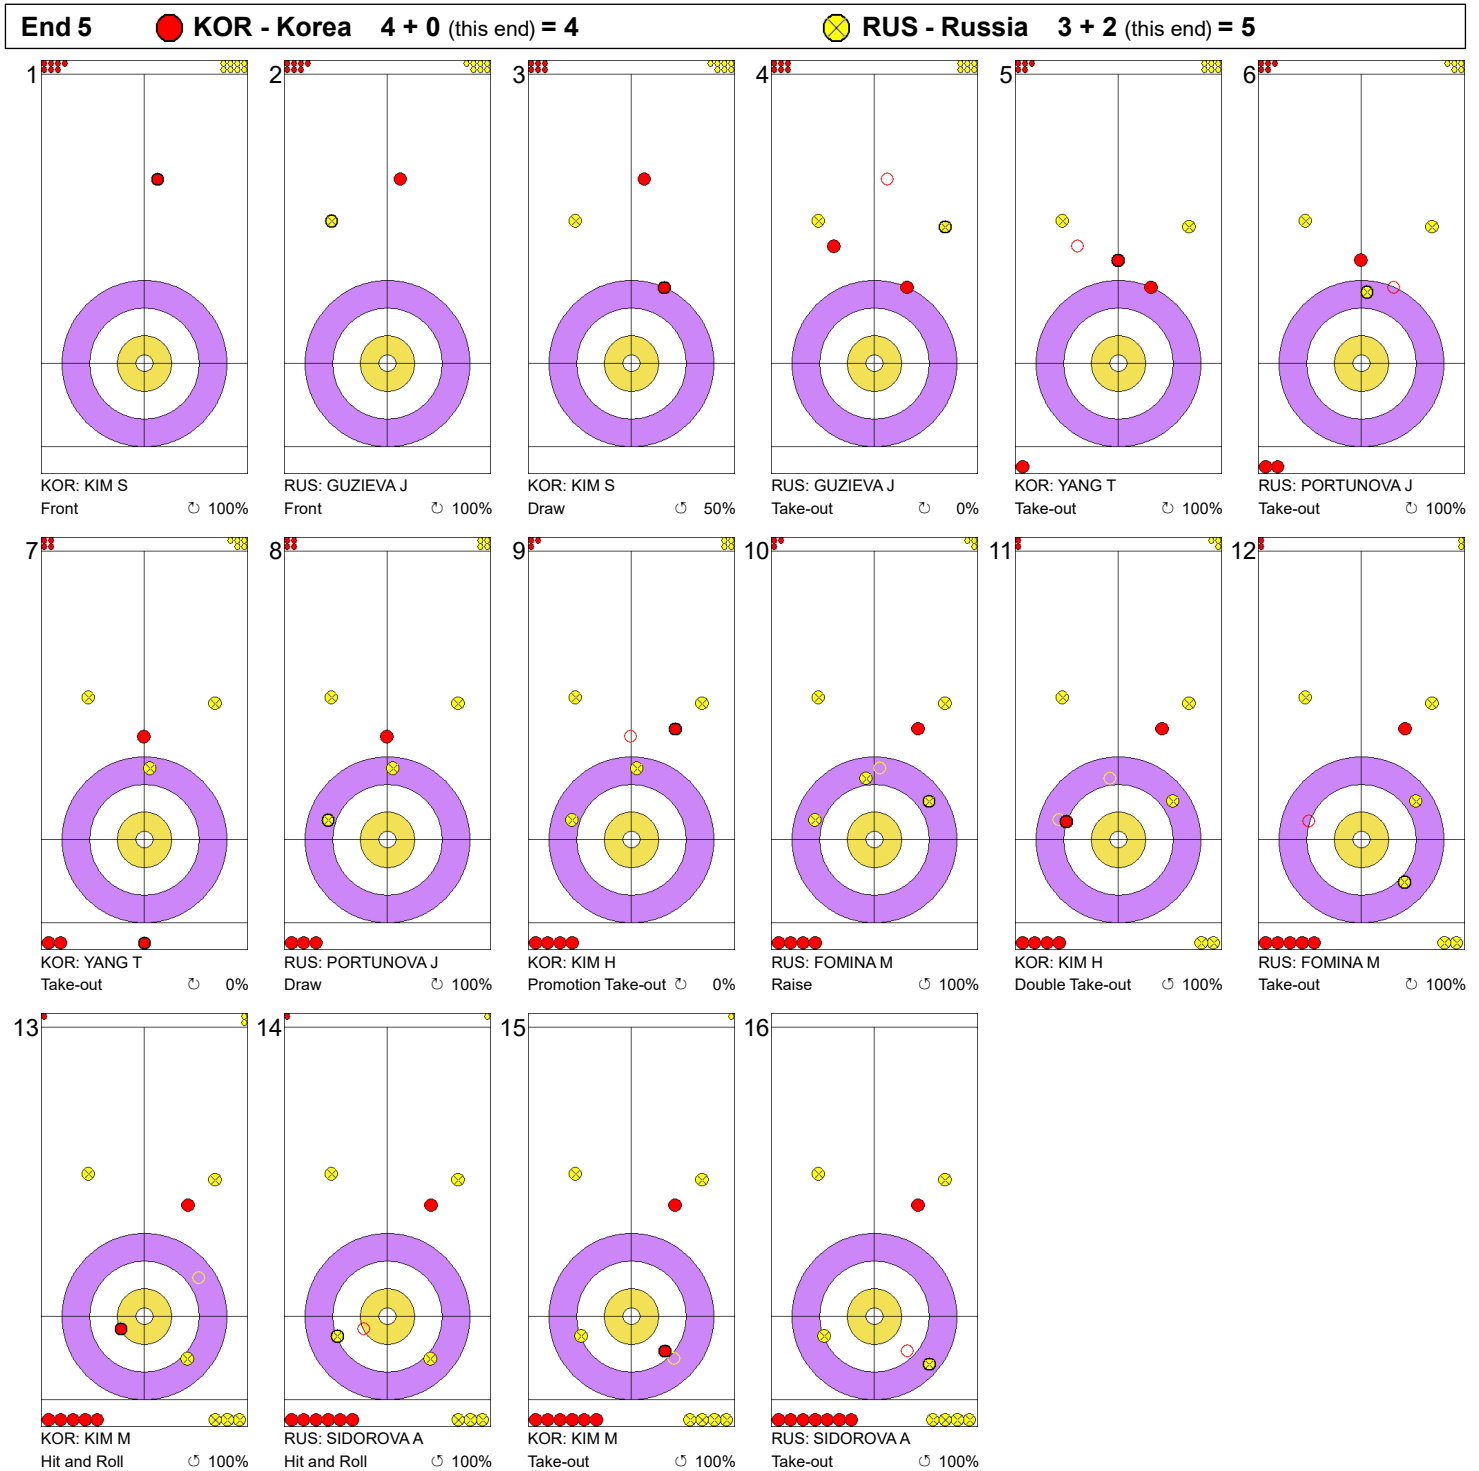 End 5 KOR - Korea 4 + 0 (this end) = 4 RUS - Russia 3 + 2 (this end) = 5
1 2 3 4 5 6
KOR: KIM S RUS: GUZIEVA J KOR: KIM S RUS: GUZIEVA J KOR: YANG T RUS: PORTUNOVA J
Front ↻ 100% Front ↻ 100% Draw ↺ 50% Take-out ↻ 0% Take-out ↻ 100% Take-out ↻ 100%
7 8 9 10 11 12
KOR: YANG T RUS: PORTUNOVA J KOR: KIM H RUS: FOMINA M KOR: KIM H RUS: FOMINA M
Take-out ↻ 0% Draw ↻ 100% Promotion Take-out ↻ 0% Raise ↺ 100% Double Take-out ↻ 100% Take-out ↺ 100%
13 14 15 16
KOR: KIM M RUS: SIDOROVA A KOR: KIM M RUS: SIDOROVA A
Hit and Roll ↺ 100% Hit and Roll ↺ 100% Take-out ↺ 100% Take-out ↺ 100%